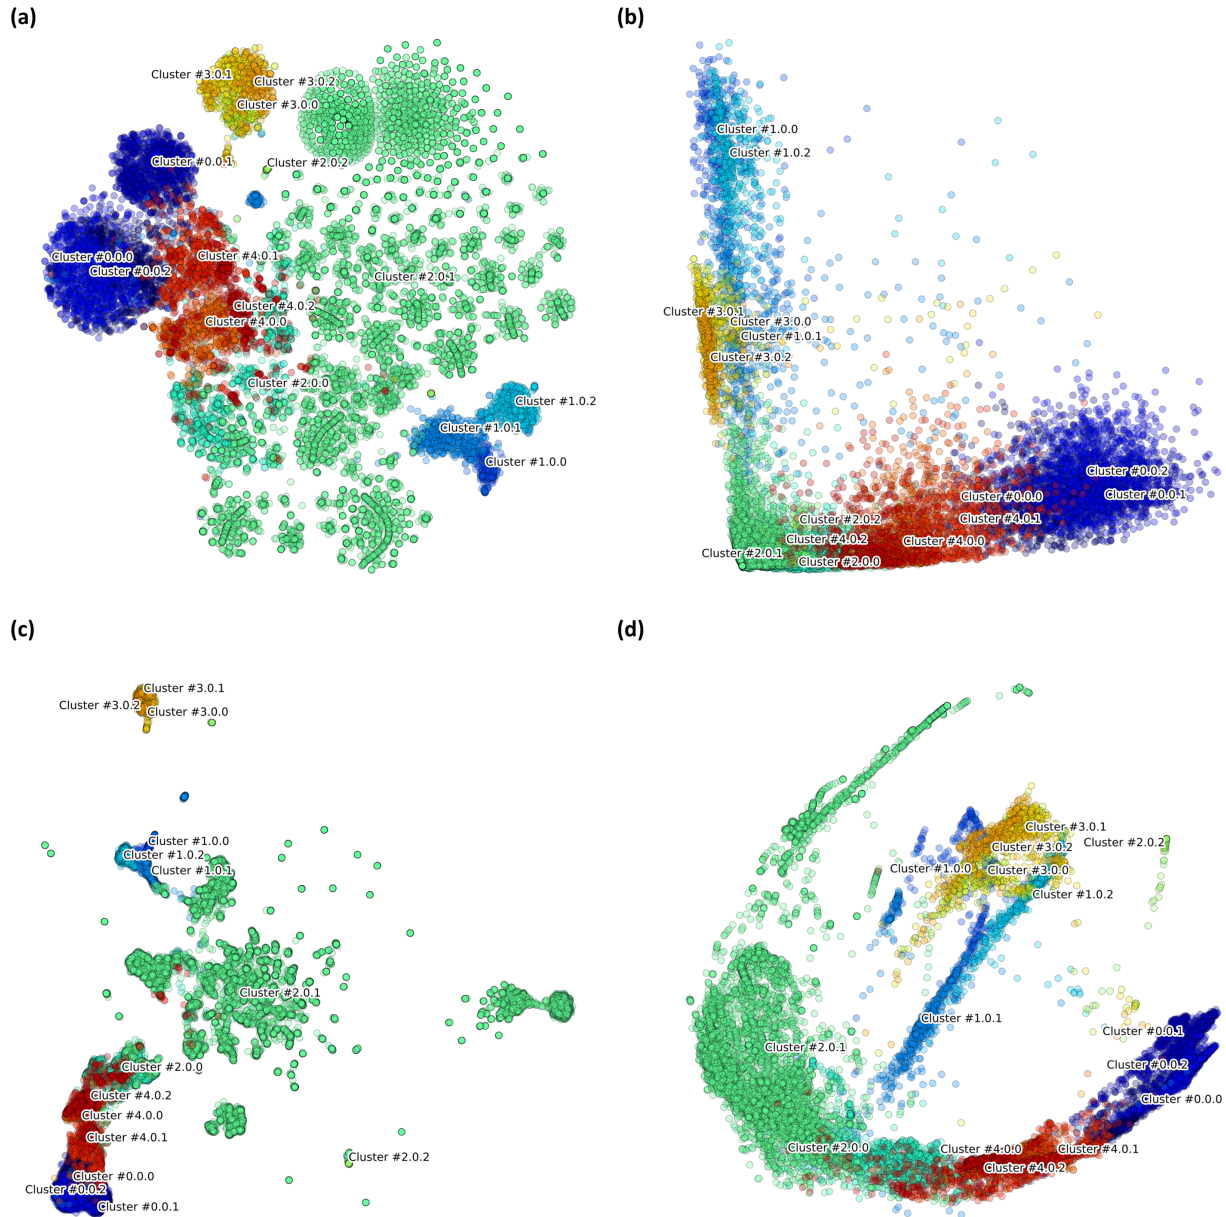 (a)
Cluster #3.0.1
Cluster #3.0.2
Cluster #3.0.0
Cluster #0.0.1
Cluster #2.0.2
Cluster #0.0.0
Cluster #4.0.1
Cluster #0.0.2
Cluster #2.0.1
Cluster #4.0.2
Cluster #4.0.0
Cluster #2.0.0
Cluster #1.0.2
Cluster #1.0.1
Cluster #1.0.0
(b)
Cluster #1.0.0
Cluster #1.0.2
Cluster #3.0.1
Cluster #3.0.0
Cluster #1.0.1
Cluster #3.0.2
Cluster #0.0.2
Cluster #0.0.1
Cluster #0.0.0
Cluster #2.0.2
Cluster #4.0.1
Cluster #4.0.2
Cluster #4.0.0
Cluster #2.0.1
Cluster #2.0.0
(c)
Cluster #3.0.1
Cluster #3.0.2
Cluster #3.0.0
Cluster #1.0.0
Cluster #1.0.2
Cluster #1.0.1
Cluster #2.0.1
Cluster #2.0.0
Cluster #4.0.2
Cluster #4.0.0
Cluster #4.0.1
Cluster #2.0.2
Cluster #0.0.0
Cluster #0.0.2
Cluster #0.0.1
(d)
Cluster #3.0.1
Cluster #2.0.2
Cluster #3.0.2
Cluster #1.0.0
Cluster #3.0.0
Cluster #1.0.2
Cluster #1.0.1
Cluster #0.0.1
Cluster #2.0.1
Cluster #0.0.2
Cluster #0.0.0
Cluster #2.0.0
Cluster #4.0.0
Cluster #4.0.1
Cluster #4.0.2